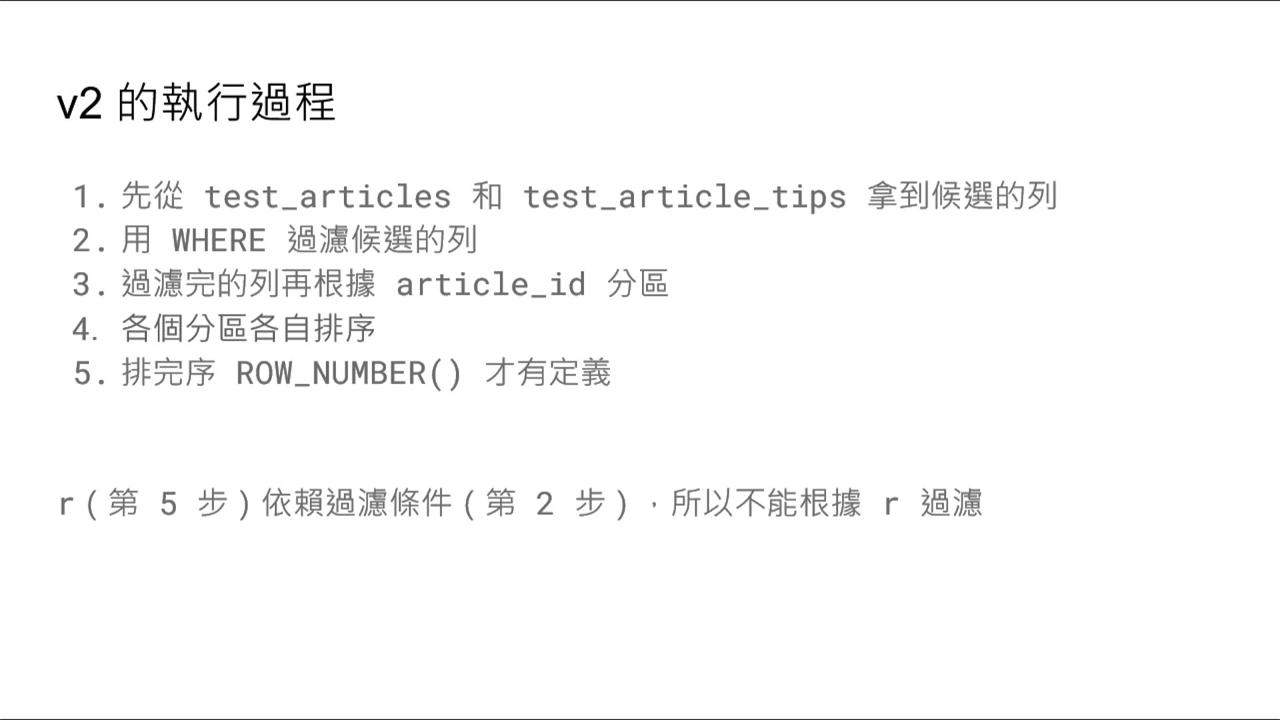 v2 的執行過程
1. 先從 test_articles 和 test_article_tips 拿到候選的列
2. 用 WHERE 過濾候選的列
3. 過濾完的列再根據 article_id 分區
4. 各個分區各自排序
5. 排完序 ROW_NUMBER() 才有定義
r(第 5 步)依賴過濾條件(第 2 步),所以不能根據 r 過濾